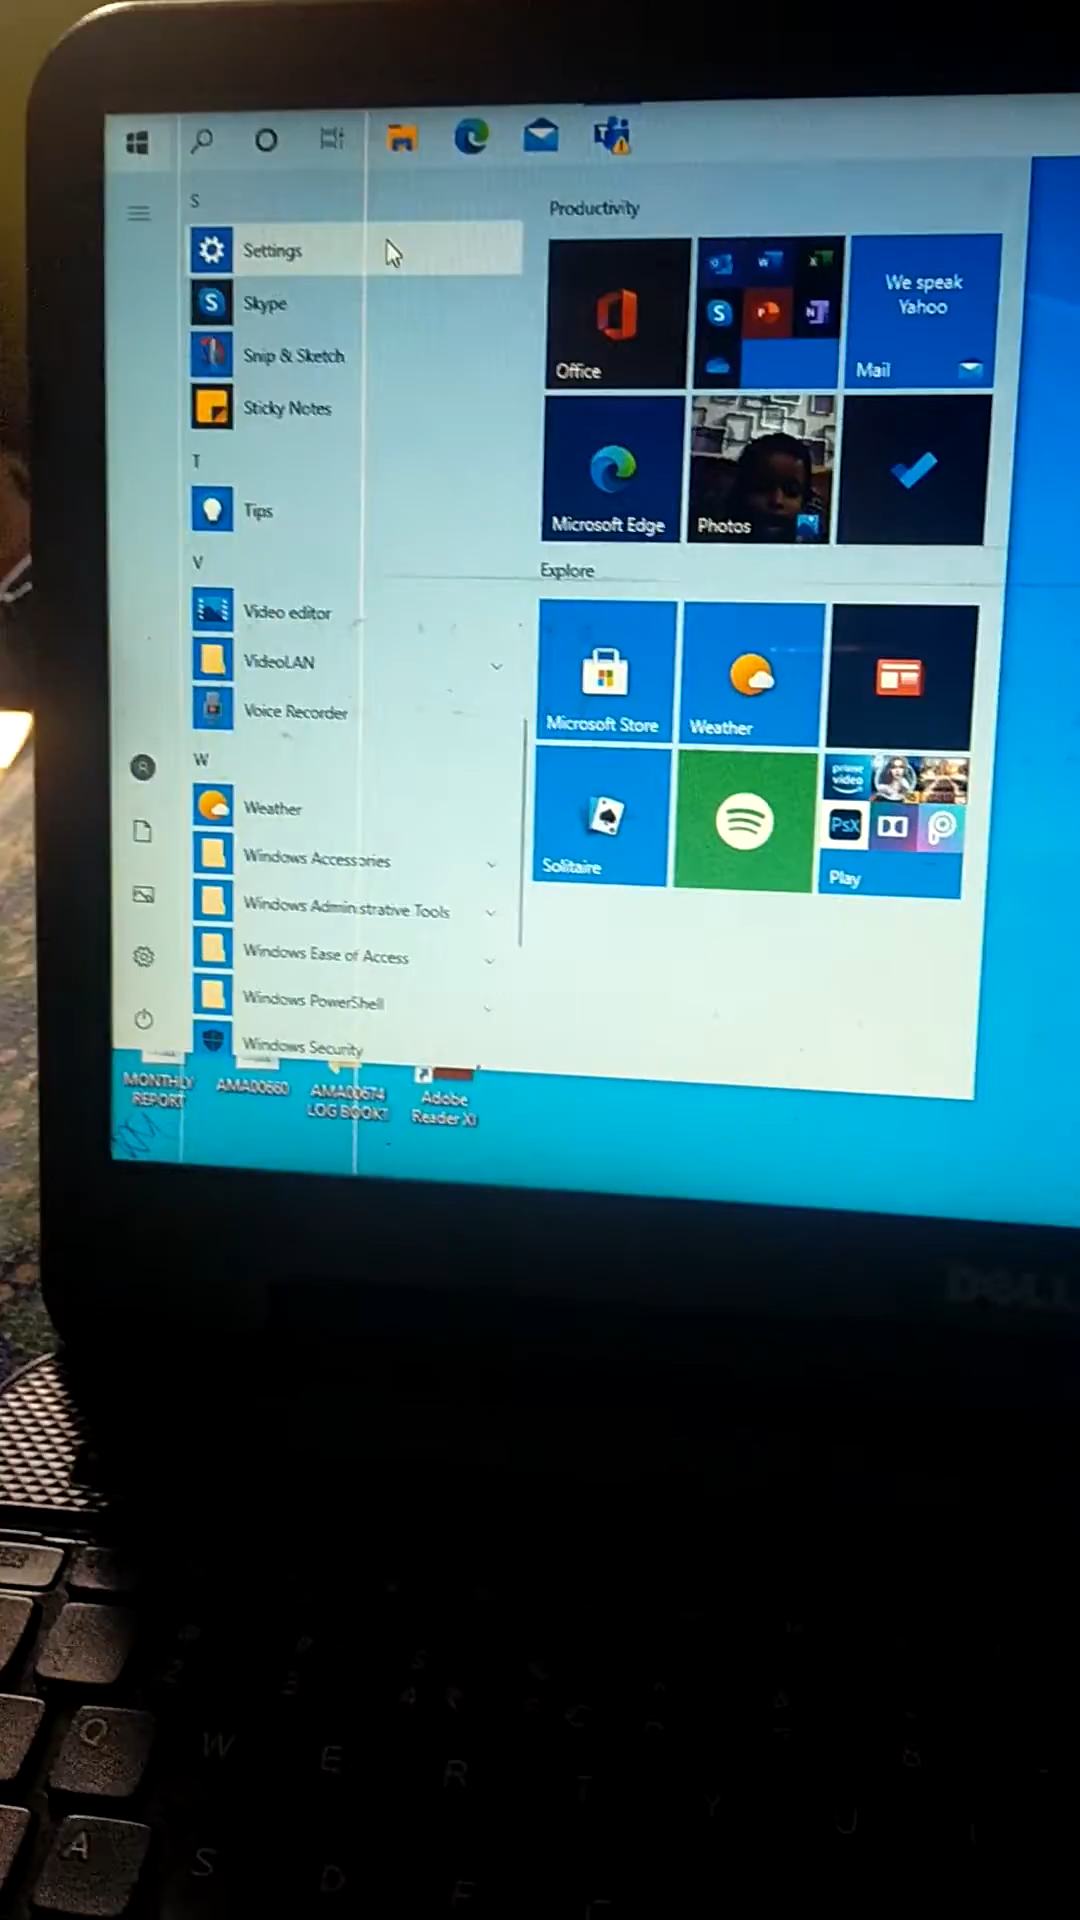 S
Settings
Skype
Snip & Sketch
Sticky Notes
T
Tips
V
Video editor
VideoLAN
Voice Recorder
W
Weather
Windows Accessories
Windows Administrative Tools
Windows Ease of Access
Windows PowerShell
Windows Security
Productivity
Office
We speak
Yahoo
Mail
Microsoft Edge
Photos
Explore
Microsoft Store
Weather
Solitaire
prime
video
PsX
Play
MONTHLY
REPORT
AMA00660
AMA00674
LOG BOOKT
Adobe
Reader XI
DELL
Q
W
E
R
T
Y
A
S
D
F